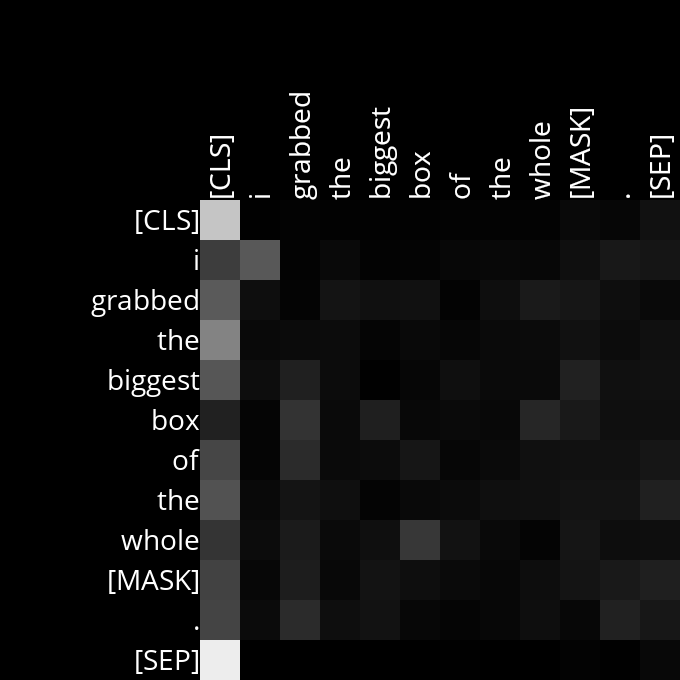 [CLS]
i
grabbed
the
biggest
box
of
the
whole
[MASK]
.
[SEP]
[CLS]
i
grabbed
the
biggest
box
of
the
whole
[MASK]
.
[SEP]